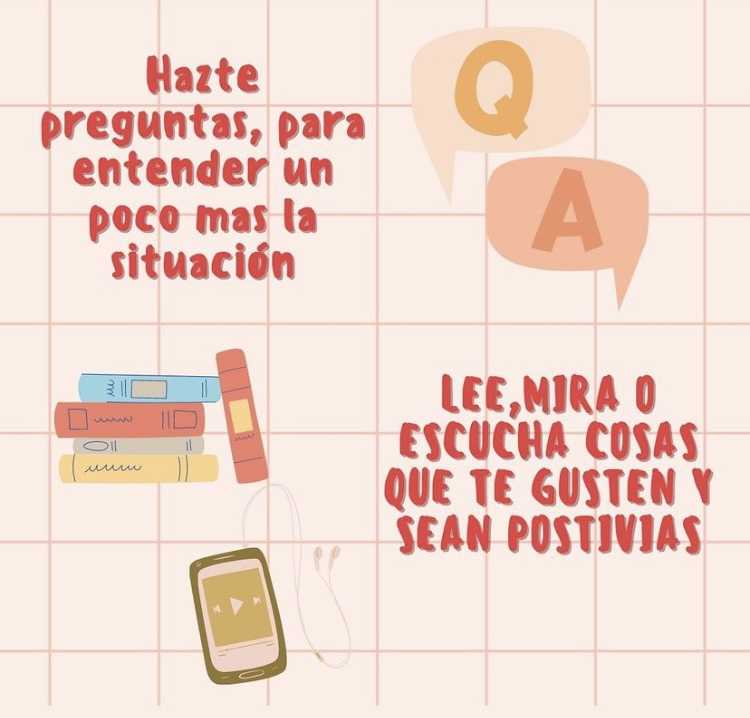 Hazte
preguntas, para
entender un
poco mas la
situación
Q
A
LEE,MIRA O
ESCUCHA COSAS
QUE TE GUSTEN Y
SEAN POSTIVIAS